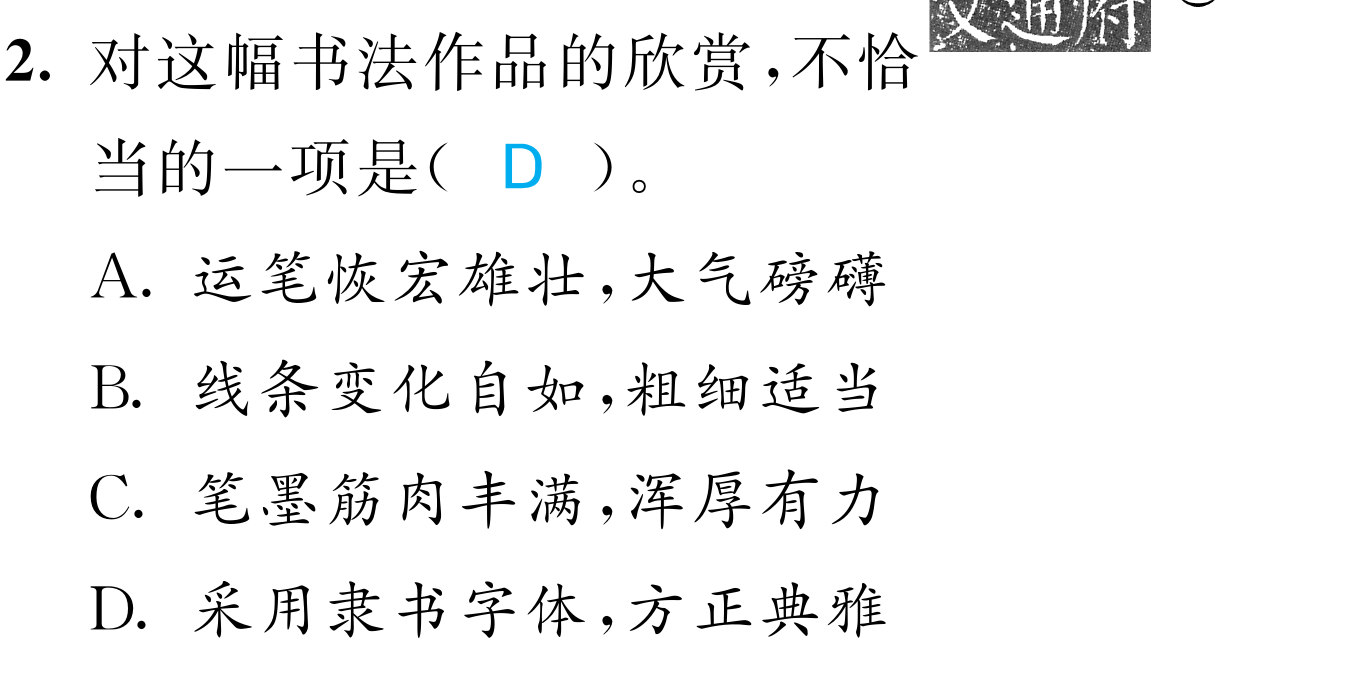 2. 对这幅书法作品的欣赏,不恰
当的一项是( D )。
A. 运笔恢宏雄壮,大气磅礴
B. 线条变化自如,粗细适当
C. 笔墨筋肉丰满,浑厚有力
D. 采用隶书字体,方正典雅